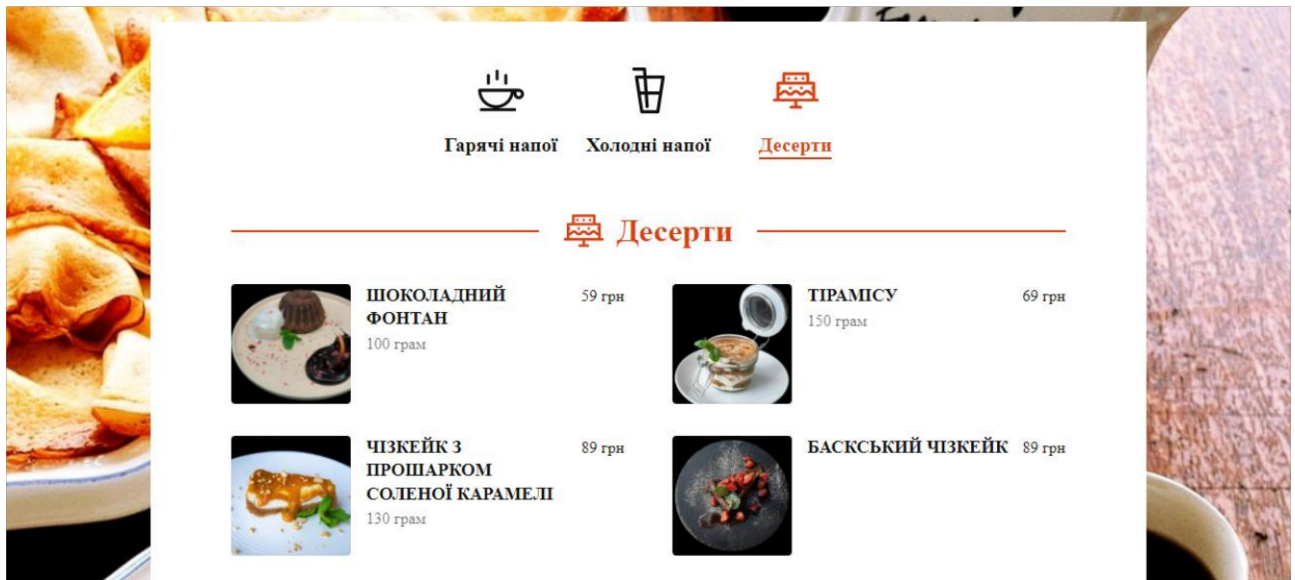 Гарячі напої
Холодні напої
Десерти
Десерти
ШОКОЛАДНИЙ
ФОНТАН
59 грн
100 грам
ТІРАМІСУ
69 грн
150 грам
ЧІЗКЕЙК З
ПРОШАРКОМ
СОЛЕНОЇ КАРАМЕЛІ
89 грн
130 грам
БАСКСЬКИЙ ЧІЗКЕЙК
89 грн